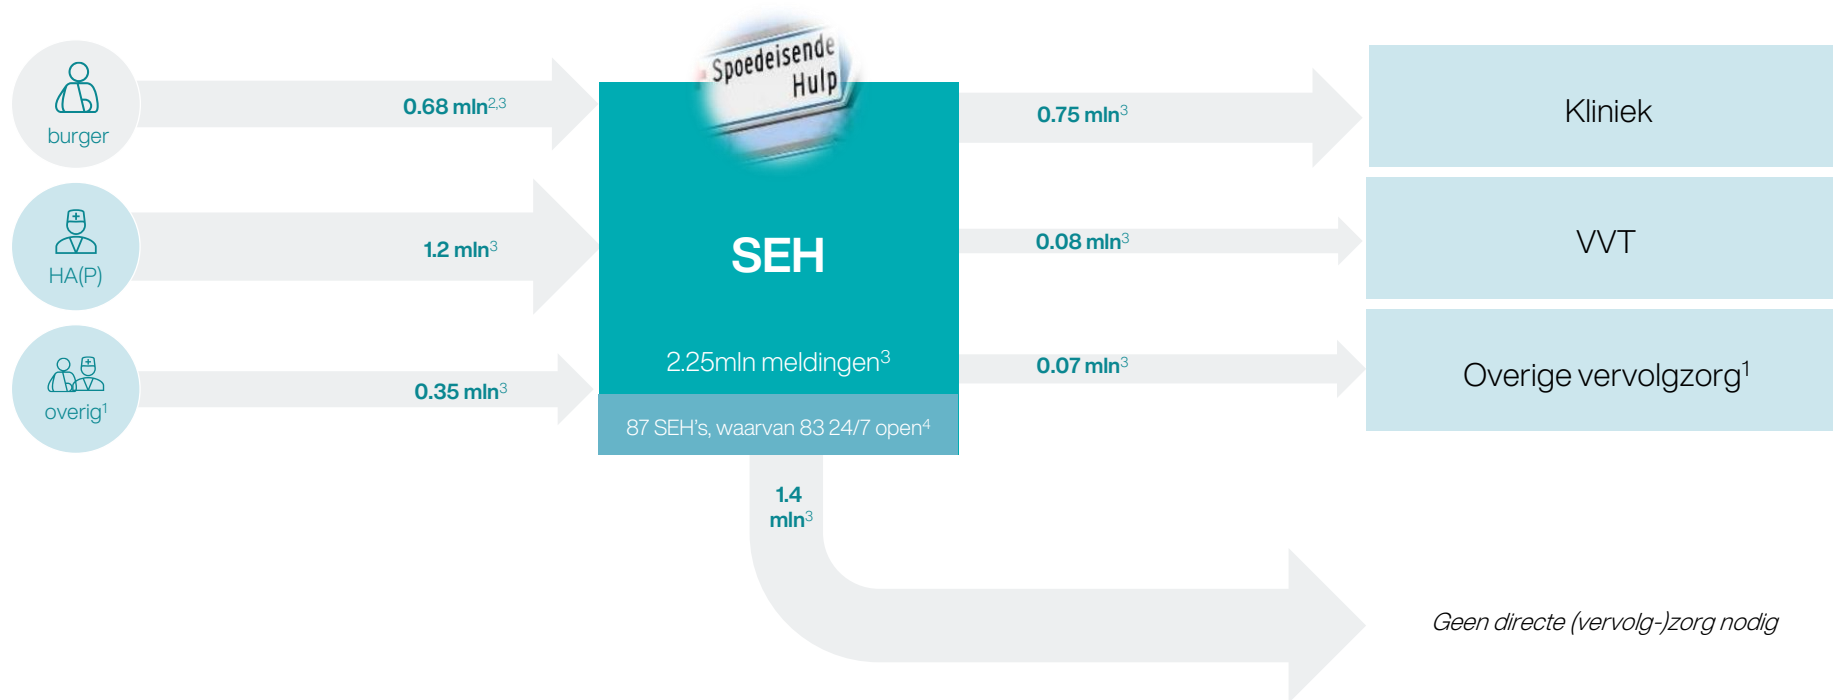 Spoedeisende
Hulp
burger
0.68 mln2,3
0.75 mln3
Kliniek
HA(P)
1.2 mln3
SEH
0.08 mln3
VVT
overig1
0.35 mln3
2.25mln meldingen3
0.07 mln3
Overige vervolgzorg1
87 SEH's, waarvan 83 24/7 open4
1.4
mln3
Geen directe (vervolg-)zorg nodig